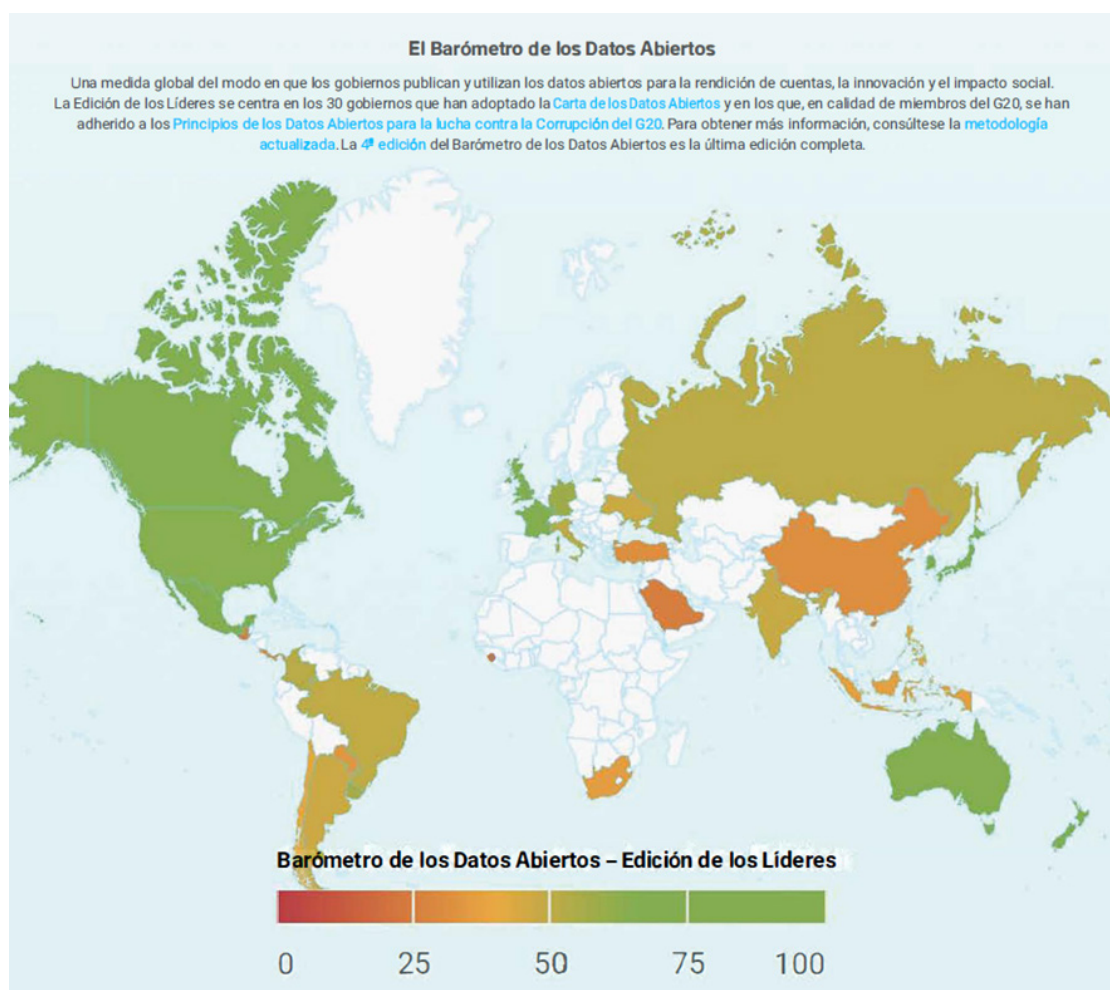 El Barómetro de los Datos Abiertos
Una medida global del modo en que los gobiernos publican y utilizan los datos abiertos para la rendición de cuentas, la innovación y el impacto social.
La Edición de los Líderes se centra en los 30 gobiernos que han adoptado la Carta de los Datos Abiertos y en los que, en calidad de miembros del G20, se han
adherido a los Principios de los Datos Abiertos para la lucha contra la Corrupción del G20. Para obtener más información, consúltese la metodología
actualizada. La 4ª edición del Barómetro de los Datos Abiertos es la última edición completa.
Barómetro de los Datos Abiertos – Edición de los Líderes
0 25 50 75 100